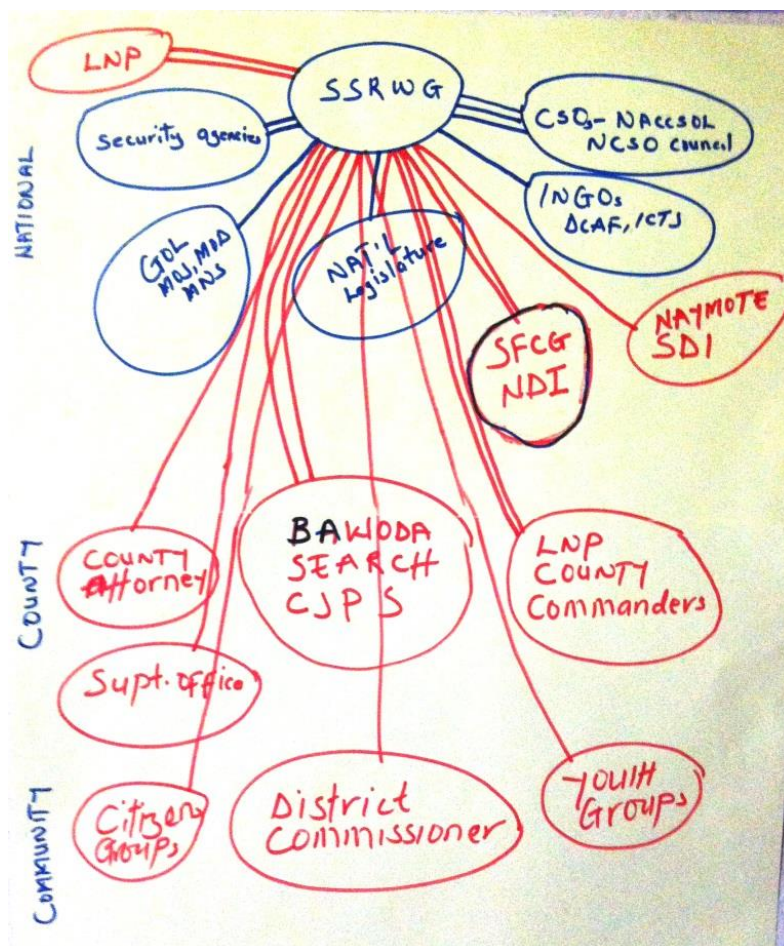 LNP
SSRWG
Security agencies
CSOs - NACCSOL
NCSO Council
INGOs
DCAF, ICTJ
GOL
MOJ, MOD
MNS
NAT'L
Legislature
NAYMOTE
SDI
SFCG
NDI
NATIONAL
COUNTY
Attorney
BAWODA
SEARCH
CJPS
LNP
COUNTY
Commanders
COUNTY
Supt. Office
Citizens
Groups
District
Commissioner
YOUTH
Groups
COMMUNITY